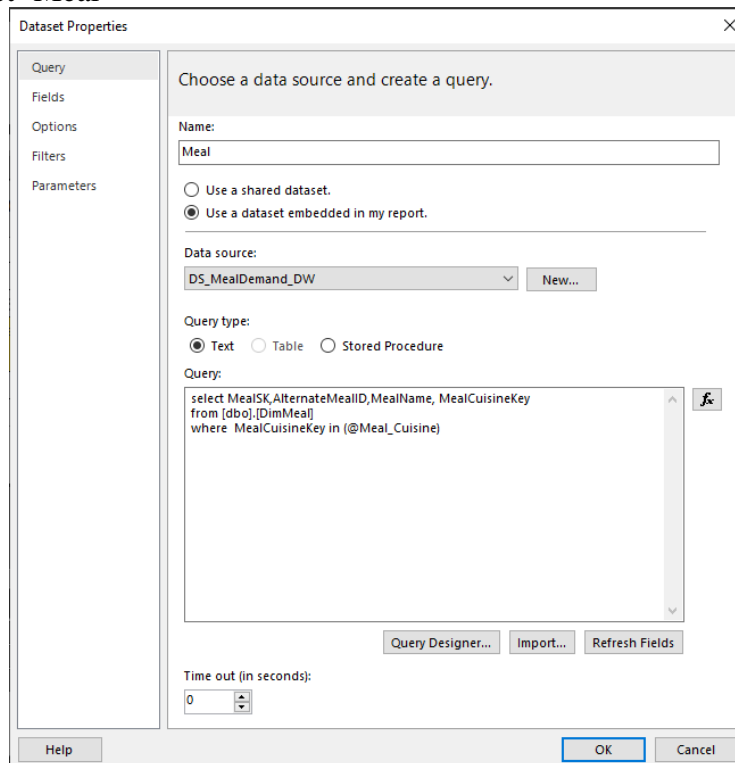 Meal
Dataset Properties
Query
Fields
Options
Filters
Parameters
Choose a data source and create a query.
Name:
Meal
Use a shared dataset.
Use a dataset embedded in my report.
Data source:
DS_MealDemand_DW
New...
Query type:
Text Table Stored Procedure
Query:
select MealSK,AlternateMealID,MealName, MealCuisineKey
from [dbo].[DimMeal]
where MealCuisineKey in (@Meal_Cuisine)
fx
Query Designer... Import... Refresh Fields
Time out (in seconds):
0
Help OK Cancel